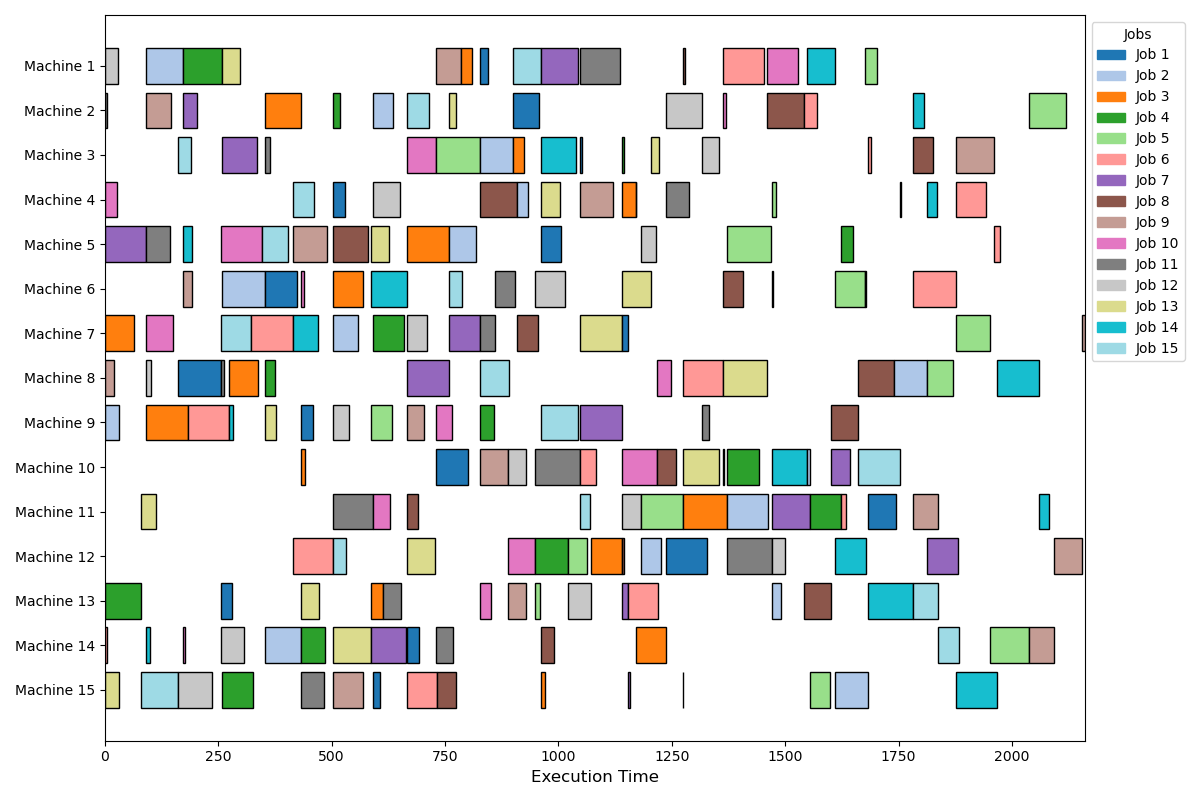 Jobs
Job 1
Job 2
Job 3
Job 4
Job 5
Job 6
Job 7
Job 8
Job 9
Job 10
Job 11
Job 12
Job 13
Job 14
Job 15
Machine 1
Machine 2
Machine 3
Machine 4
Machine 5
Machine 6
Machine 7
Machine 8
Machine 9
Machine 10
Machine 11
Machine 12
Machine 13
Machine 14
Machine 15
0 250 500 750 1000 1250 1500 1750 2000
Execution Time